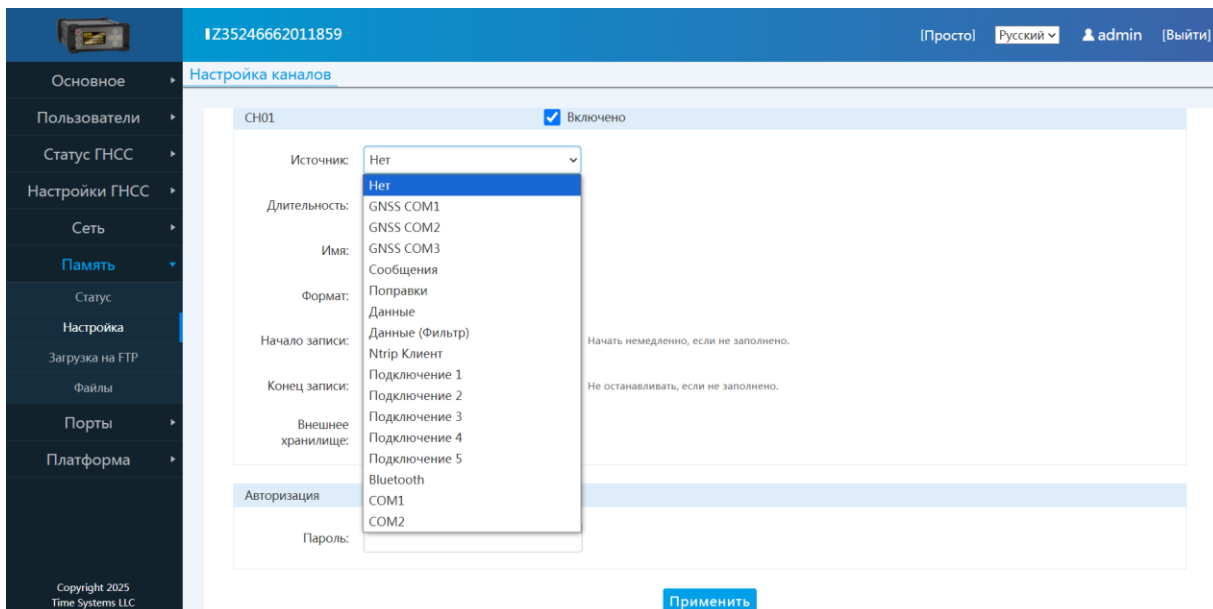 IZ35246662011859
[Просто]
Русский
admin
[Выйти]
Основное
Пользователи
Статус ГНСС
Настройки ГНСС
Сеть
Память
Статус
Настройка
Загрузка на FTP
Файлы
Порты
Платформа
Copyright 2025
Time Systems LLC
Настройка каналов
CH01
Включено
Источник:
Нет
Нет
GNSS COM1
GNSS COM2
GNSS COM3
Сообщения
Поправки
Данные
Данные (Фильтр)
Ntrip Клиент
Подключение 1
Подключение 2
Подключение 3
Подключение 4
Подключение 5
Bluetooth
COM1
COM2
Длительность:
Имя:
Формат:
Начало записи:
Начать немедленно, если не заполнено.
Конец записи:
Не останавливать, если не заполнено.
Внешнее
хранилище:
Авторизация
Пароль:
Применить